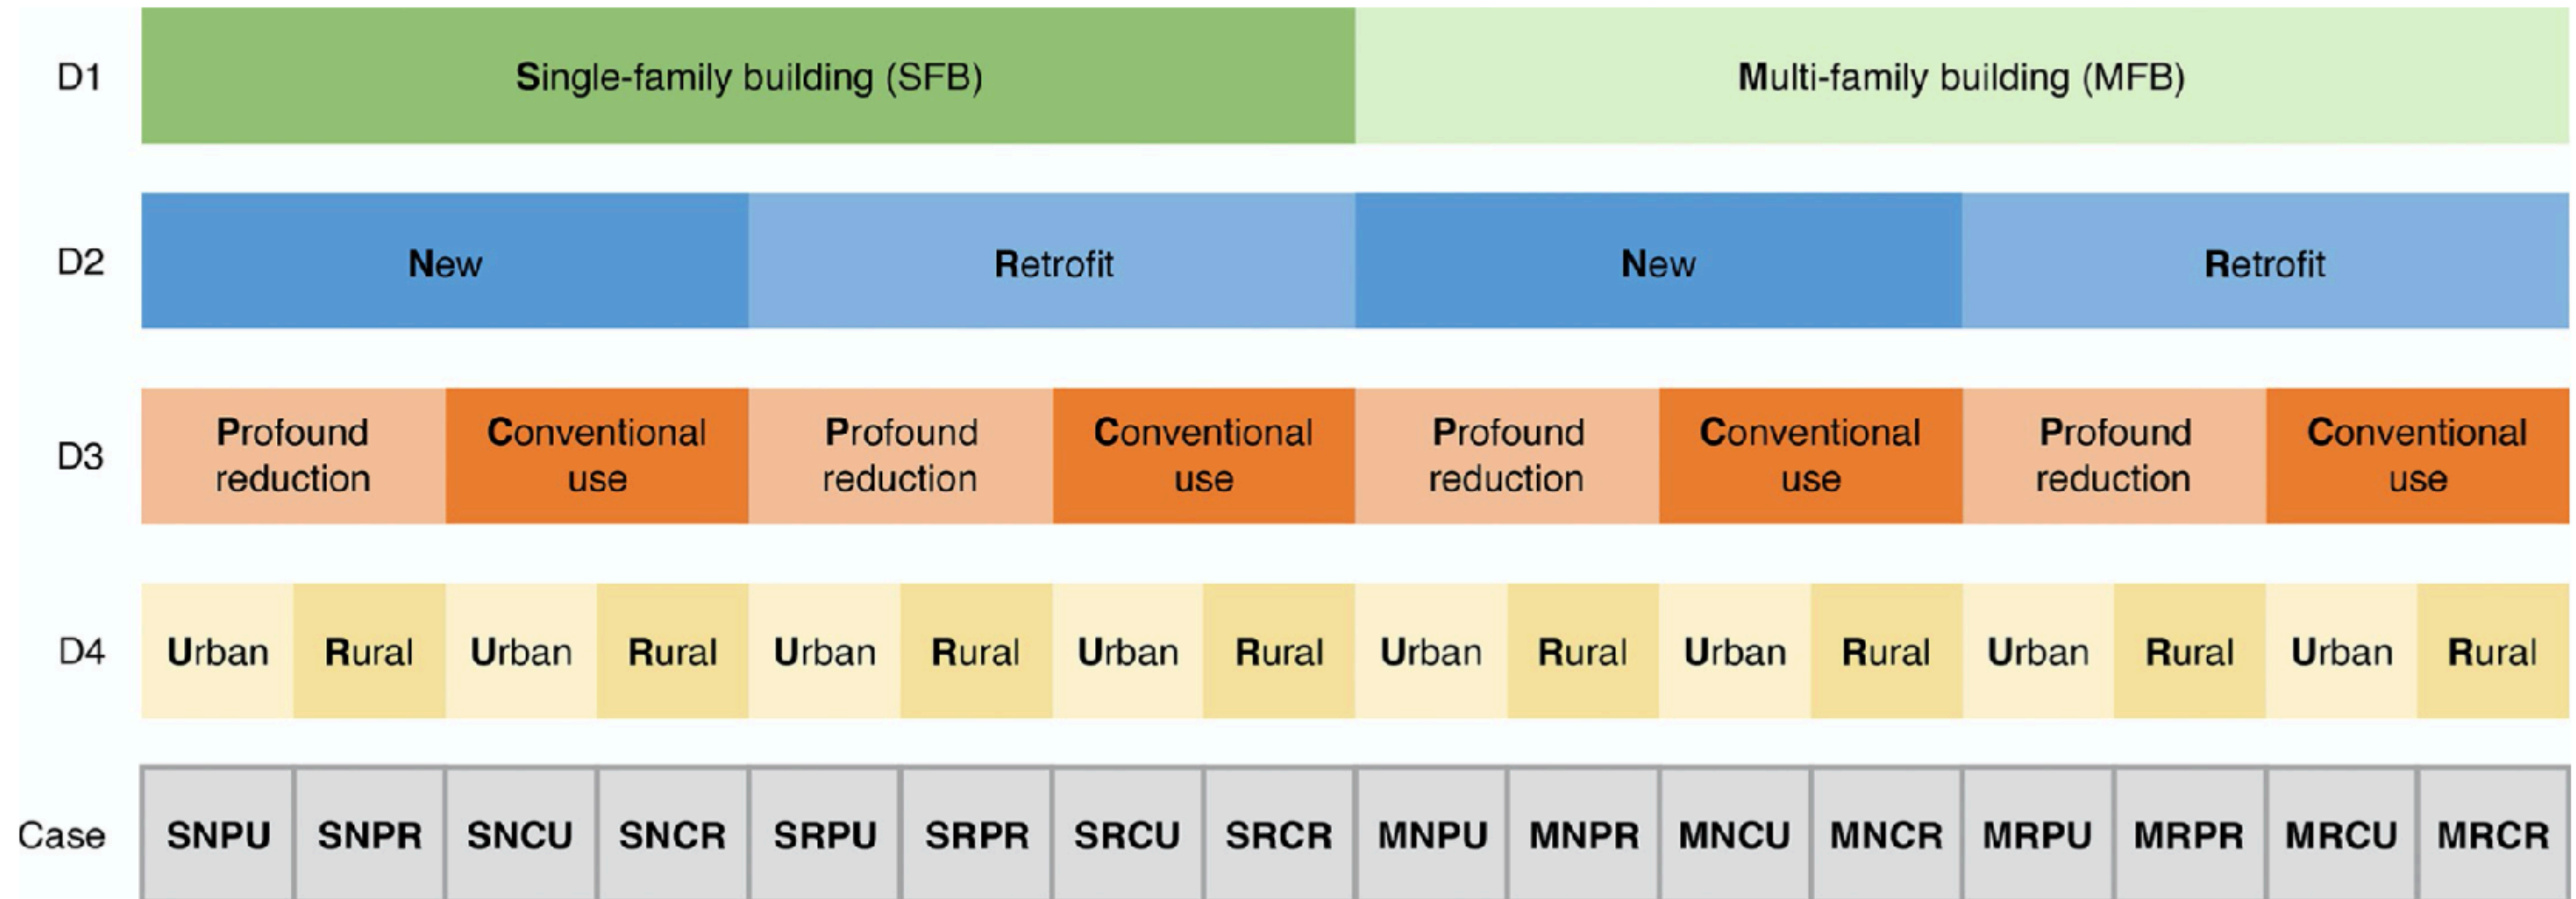 D1 Single-family building (SFB) Multi-family building (MFB)
D2 New Retrofit New Retrofit
D3
Profound Conventional Profound Conventional Profound Conventional Profound Conventional
reduction use reduction use reduction use reduction use
D4 Urban Rural Urban Rural Urban Rural Urban Rural Urban Rural Urban Rural Urban Rural Urban Rural
Case SNPU SNPR SNCU SNCR SRPU SRPR SRCU SRCR MNPU MNPR MNCU MNCR MRPU MRPR MRCU MRCR